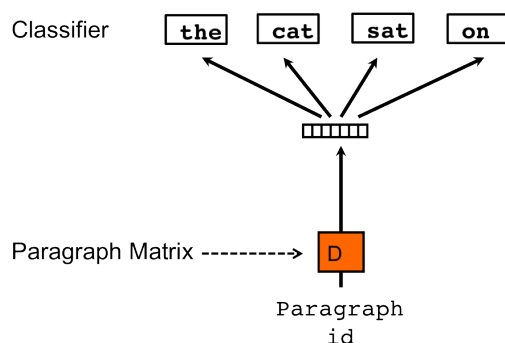 Classifier the cat sat on
Paragraph Matrix D
Paragraph
id